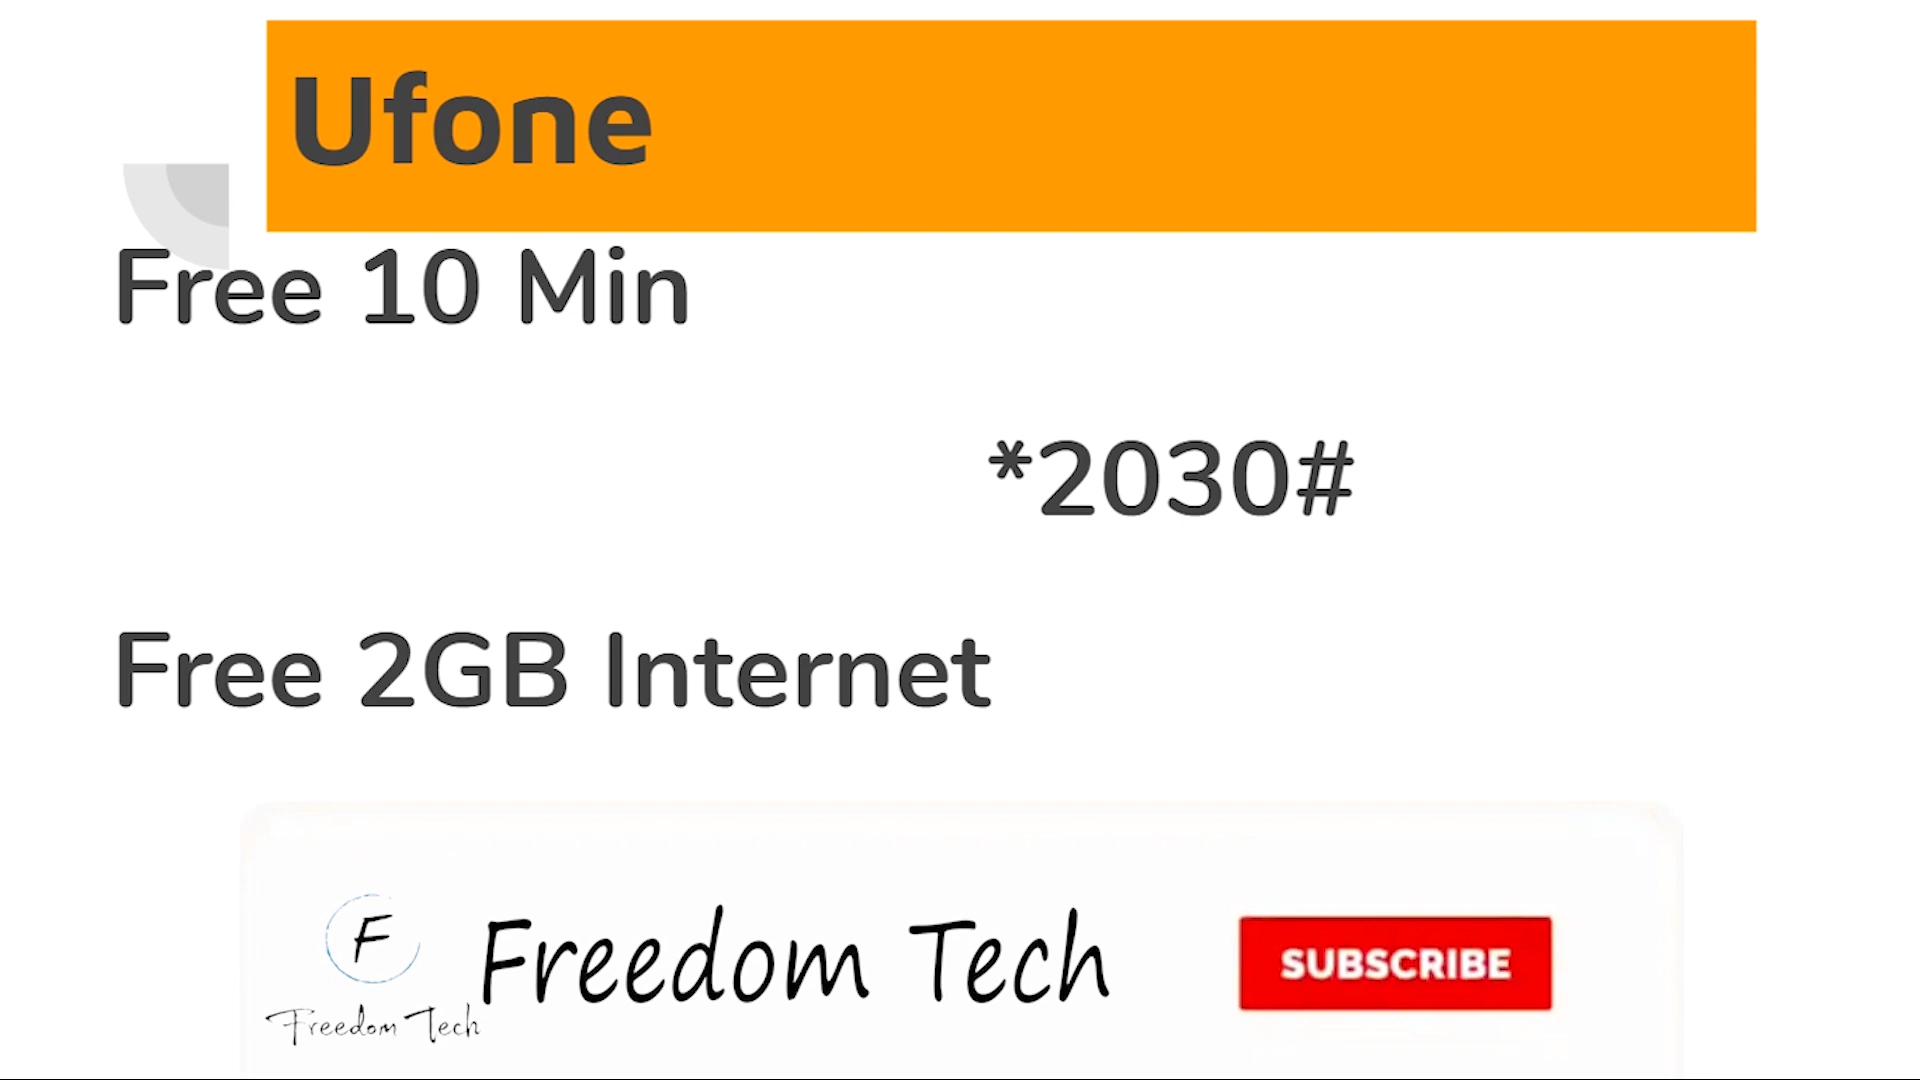 Ufone
Free 10 Min
*2030#
Free 2GB Internet
F
Freedom Tech
Freedom Tech
SUBSCRIBE